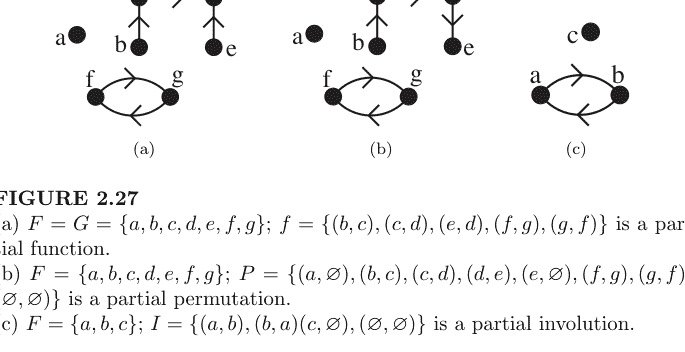 a b e a b e c
f g f g a b
(a) (b) (c)
FIGURE 2.27
a) F = G = {a, b, c, d, e, f, g}; f = {(b, c), (c, d), (e, d), (f, g), (g, f)} is a par
ial function.
b) F = {a, b, c, d, e, f, g}; P = {(a, ∅), (b, c), (c, d), (d, e), (e, ∅), (f, g), (g, f)
∅, ∅)} is a partial permutation.
c) F = {a, b, c}; I = {(a, b), (b, a)(c, ∅), (∅, ∅)} is a partial involution.